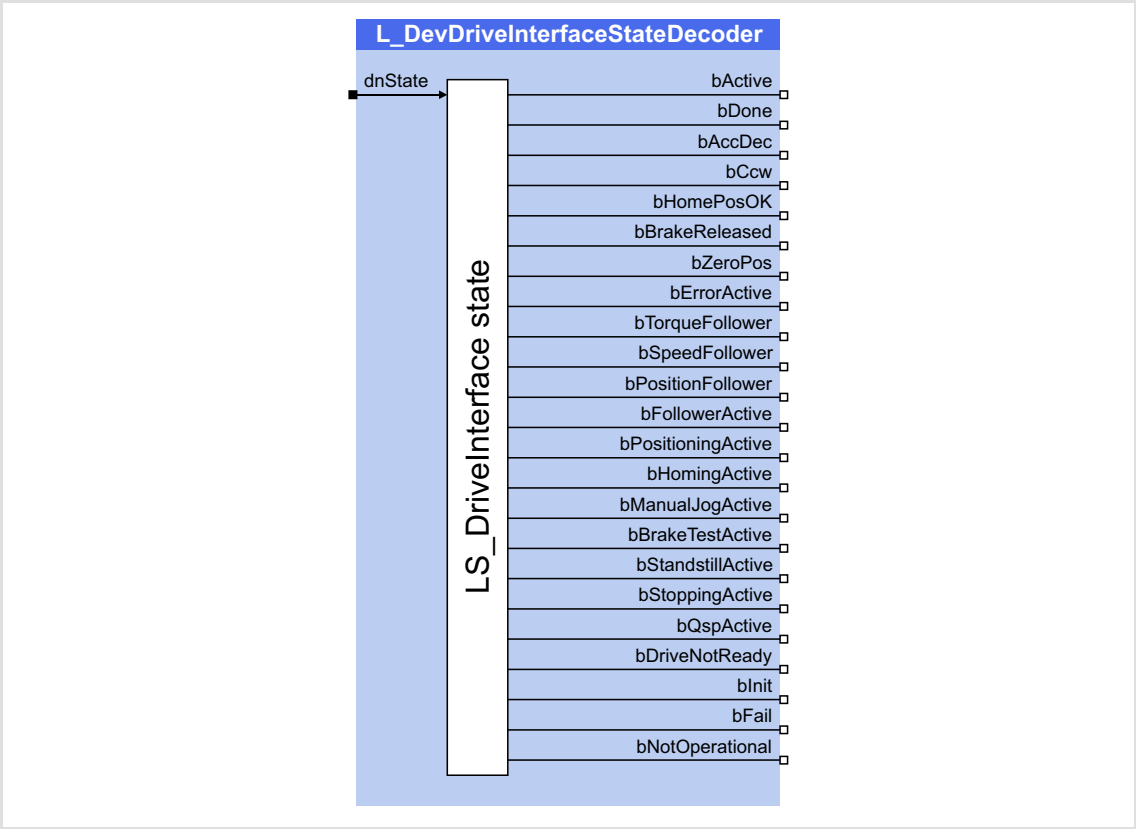 L_DevDriveInterfaceStateDecoder
dnState
LS_DriveInterface state
bActive
bDone
bAccDec
bCcw
bHomePosOK
bBrakeReleased
bZeroPos
bErrorActive
bTorqueFollower
bSpeedFollower
bPositionFollower
bFollowerActive
bPositioningActive
bHomingActive
bManualJogActive
bBrakeTestActive
bStandstillActive
bStoppingActive
bQspActive
bDriveNotReady
bInit
bFail
bNotOperational